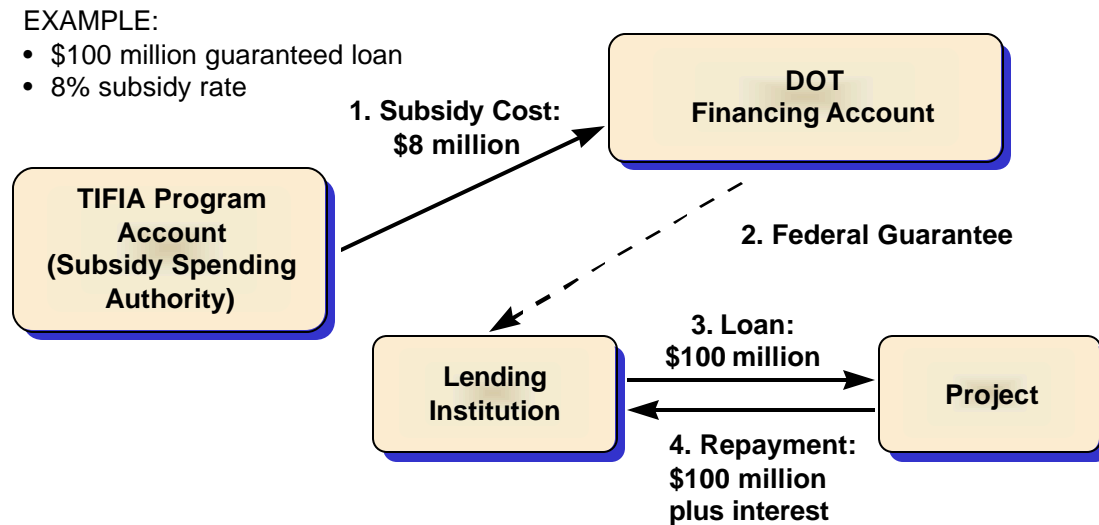 EXAMPLE:
• $100 million guaranteed loan
• 8% subsidy rate
1. Subsidy Cost:
$8 million
DOT
Financing Account
TIFIA Program
Account
(Subsidy Spending
Authority)
2. Federal Guarantee
Lending
Institution
3. Loan:
$100 million
Project
4. Repayment:
$100 million
plus interest